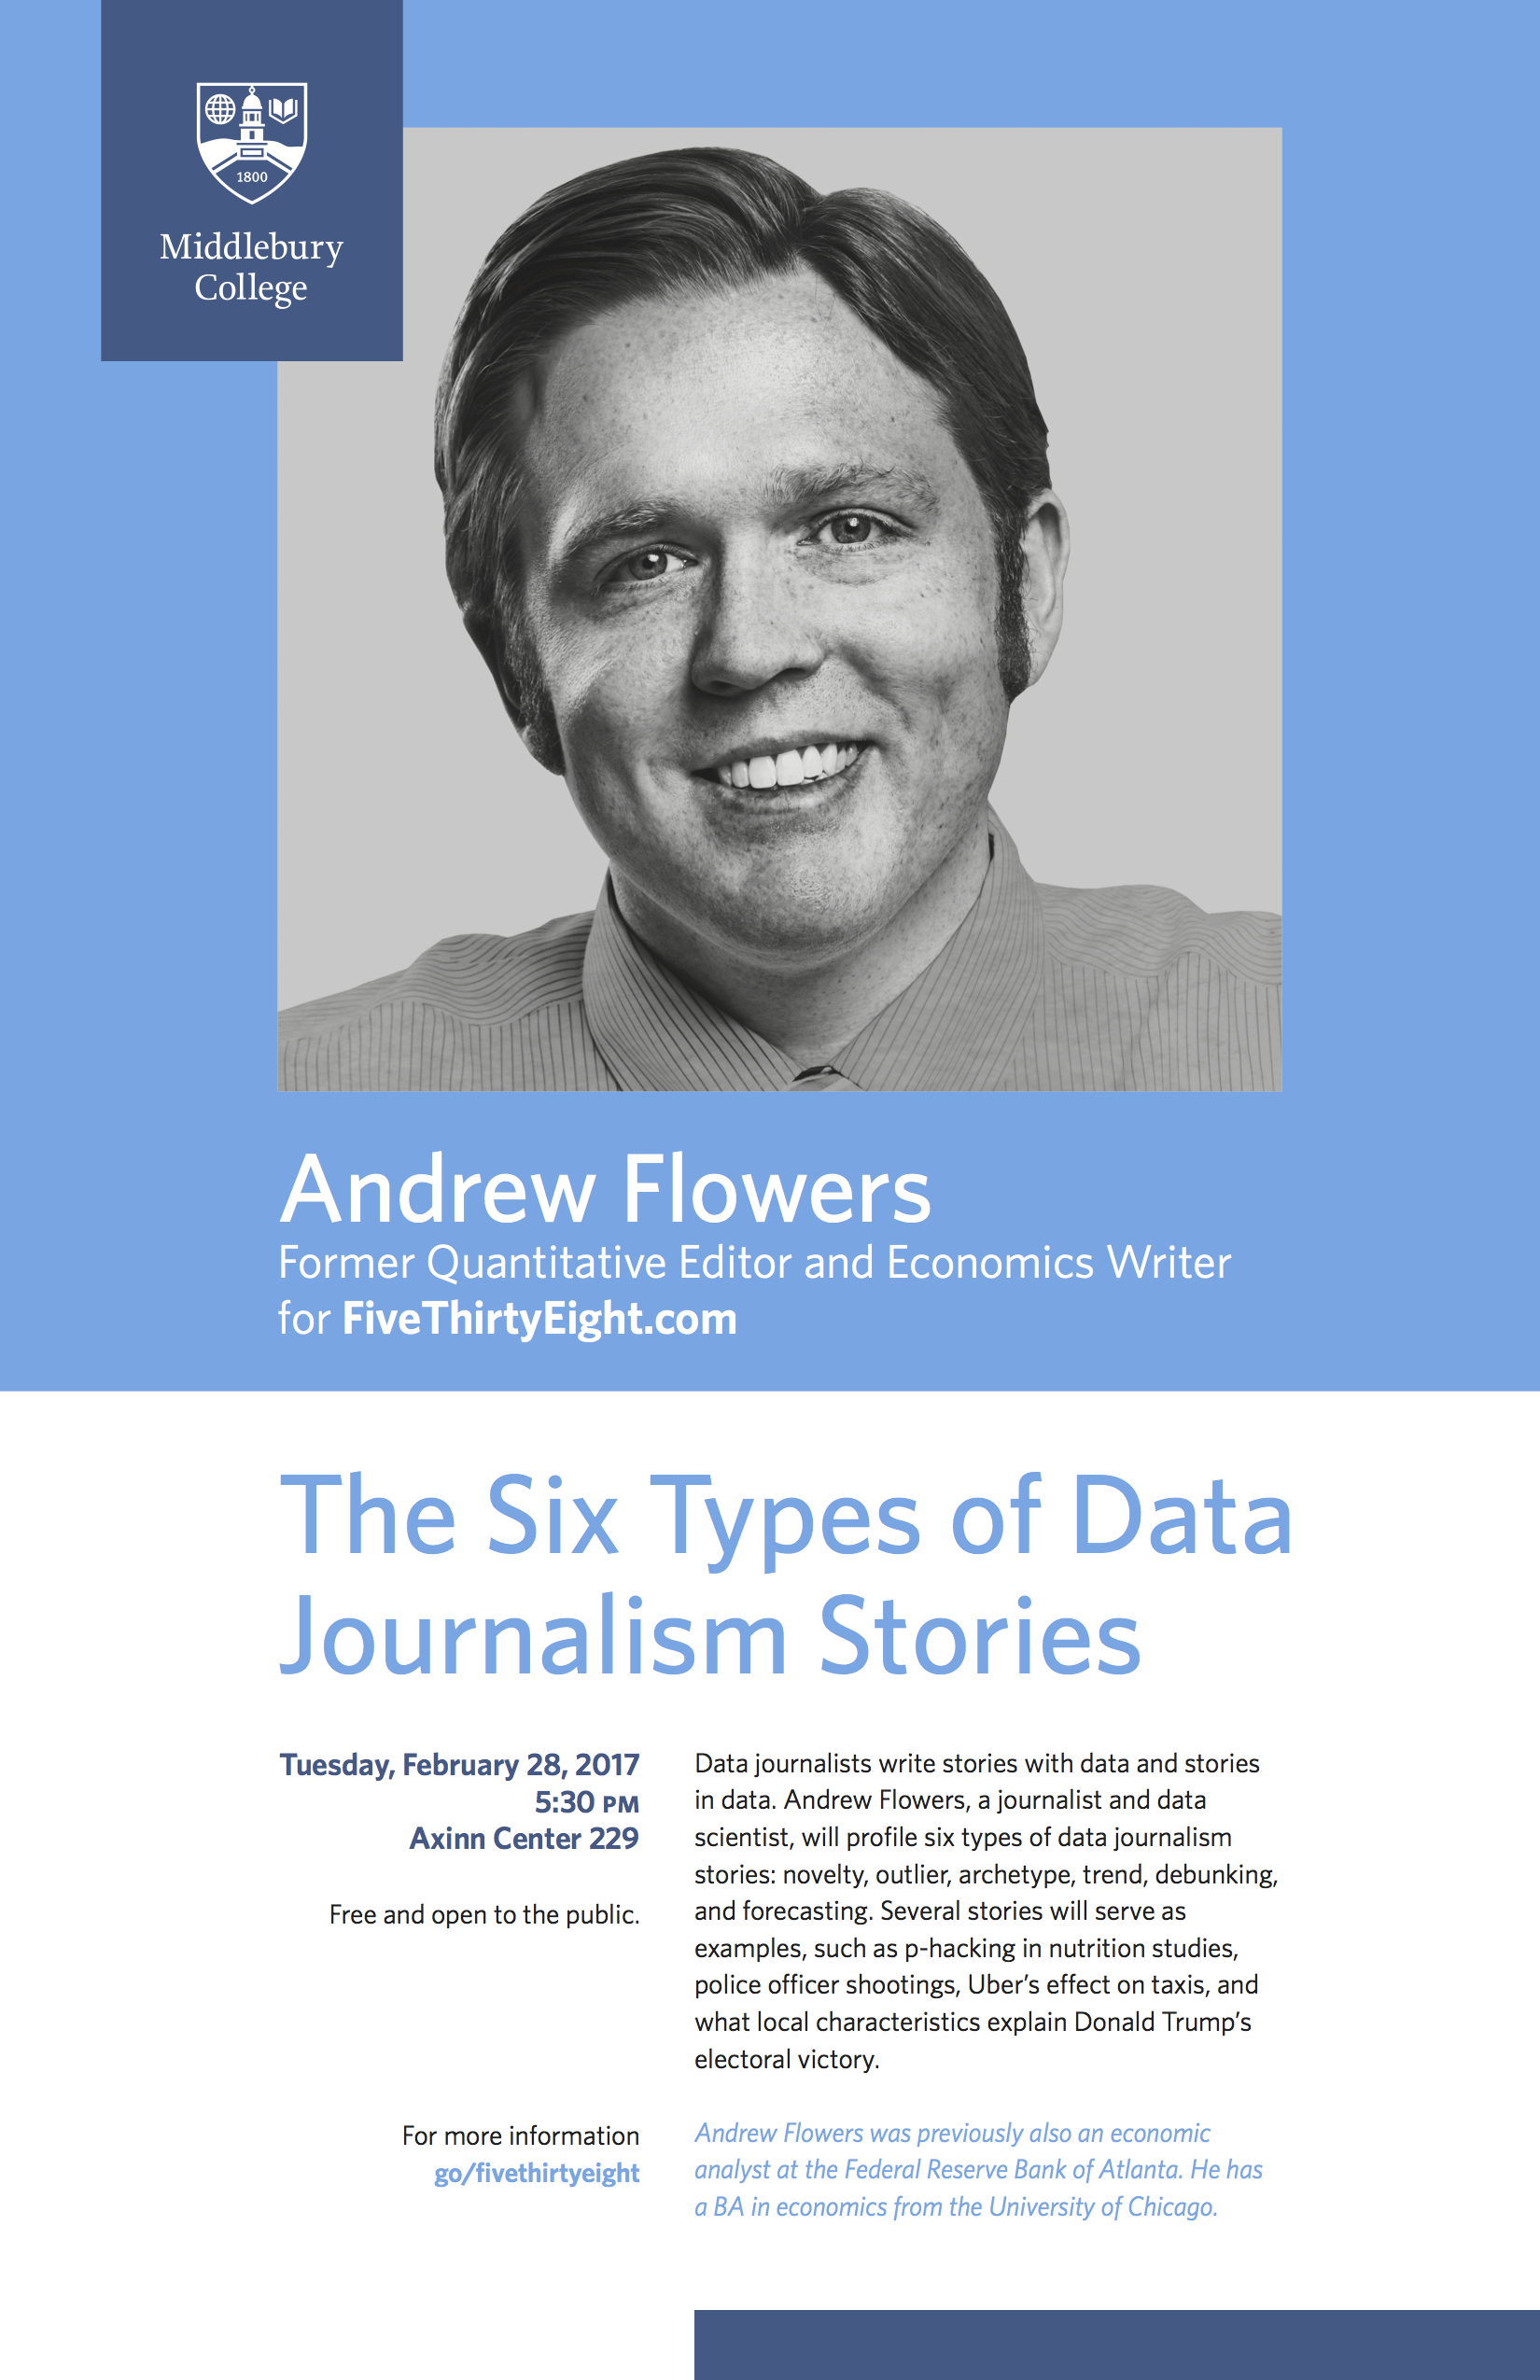 1800
Middlebury
College
Andrew Flowers
Former Quantitative Editor and Economics Writer
for FiveThirtyEight.com
The Six Types of Data
Journalism Stories
Tuesday, February 28, 2017
5:30 PM
Axinn Center 229
Free and open to the public.
For more information
go/fivethirtyeight
Data journalists write stories with data and stories
in data. Andrew Flowers, a journalist and data
scientist, will profile six types of data journalism
stories: novelty, outlier, archetype, trend, debunking,
and forecasting. Several stories will serve as
examples, such as p-hacking in nutrition studies,
police officer shootings, Uber’s effect on taxis, and
what local characteristics explain Donald Trump’s
electoral victory.
Andrew Flowers was previously also an economic
analyst at the Federal Reserve Bank of Atlanta. He has
a BA in economics from the University of Chicago.